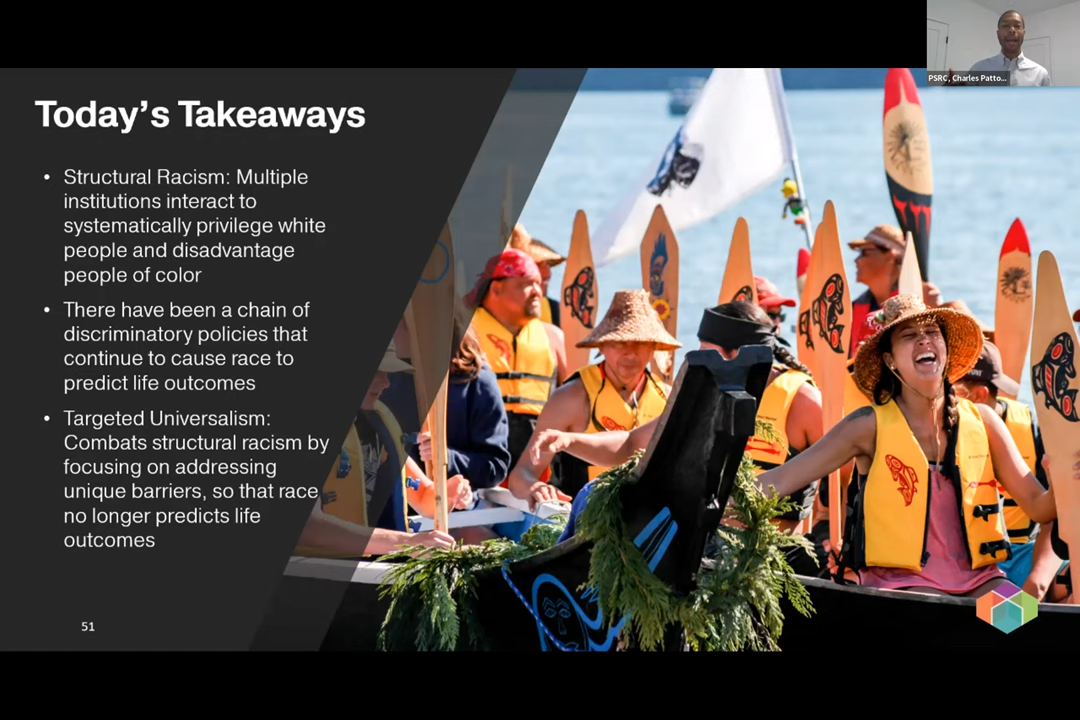 PSRC, Charles Patto...
Today's Takeaways
• Structural Racism: Multiple
institutions interact to
systematically privilege white
people and disadvantage
people of color
• There have been a chain of
discriminatory policies that
continue to cause race to
predict life outcomes
• Targeted Universalism:
Combats structural racism by
focusing on addressing
unique barriers, so that race
no longer predicts life
outcomes
51